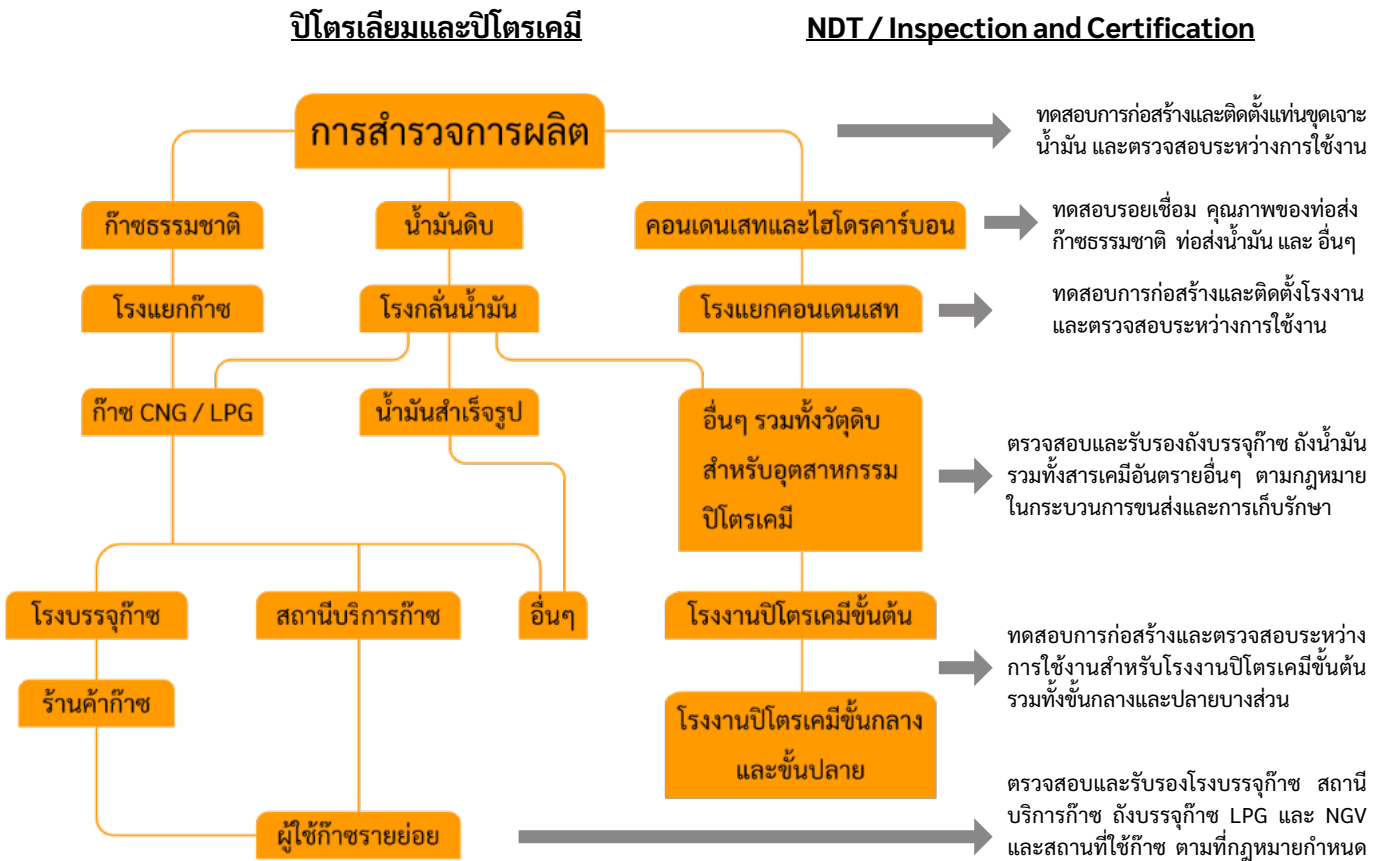 ปิโตรเลียมและปิโตรเคมี
NDT / Inspection and Certification
การสำรวจการผลิต
ทดสอบการก่อสร้างและติดตั้งแท่นขุดเจาะ
น้ำมัน และตรวจสอบระหว่างการใช้งาน
ก๊าซธรรมชาติ
น้ำมันดิบ
คอนเดนเสทและไฮโดรคาร์บอน
ทดสอบรอยเชื่อม คุณภาพของท่อส่ง
ก๊าซธรรมชาติ ท่อส่งน้ำมัน และ อื่นๆ
โรงแยกก๊าซ
โรงกลั่นน้ำมัน
โรงแยกคอนเดนเสท
ทดสอบการก่อสร้างและติดตั้งโรงงาน
และตรวจสอบระหว่างการใช้งาน
ก๊าซ CNG / LPG
น้ำมันสำเร็จรูป
อื่นๆ รวมทั้งวัตุดิบ
สำหรับอุตสาหกรรม
ปิโตรเคมี
ตรวจสอบและรับรองถังบรรจุก๊าซ ถังน้ำมัน
รวมทั้งสารเคมีอันตรายอื่นๆ ตามกฎหมาย
ในกระบวนการขนส่งและการเก็บรักษา
โรงบรรจุก๊าซ
สถานีบริการก๊าซ
อื่นๆ
โรงงานปิโตรเคมีขั้นต้น
ทดสอบการก่อสร้างและตรวจสอบระหว่าง
การใช้งานสำหรับโรงงานปิโตรเคมีขั้นต้น
รวมทั้งขั้นกลางและปลายบางส่วน
ร้านค้าก๊าซ
โรงงานปิโตรเคมีขั้นกลาง
และขั้นปลาย
ผู้ใช้ก๊าซรายย่อย
ตรวจสอบและรับรองโรงบรรจุก๊าซ สถานี
บริการก๊าซ ถังบรรจุก๊าซ LPG และ NGV
และสถานที่ใช้ก๊าซ ตามที่กฎหมายกำหนด